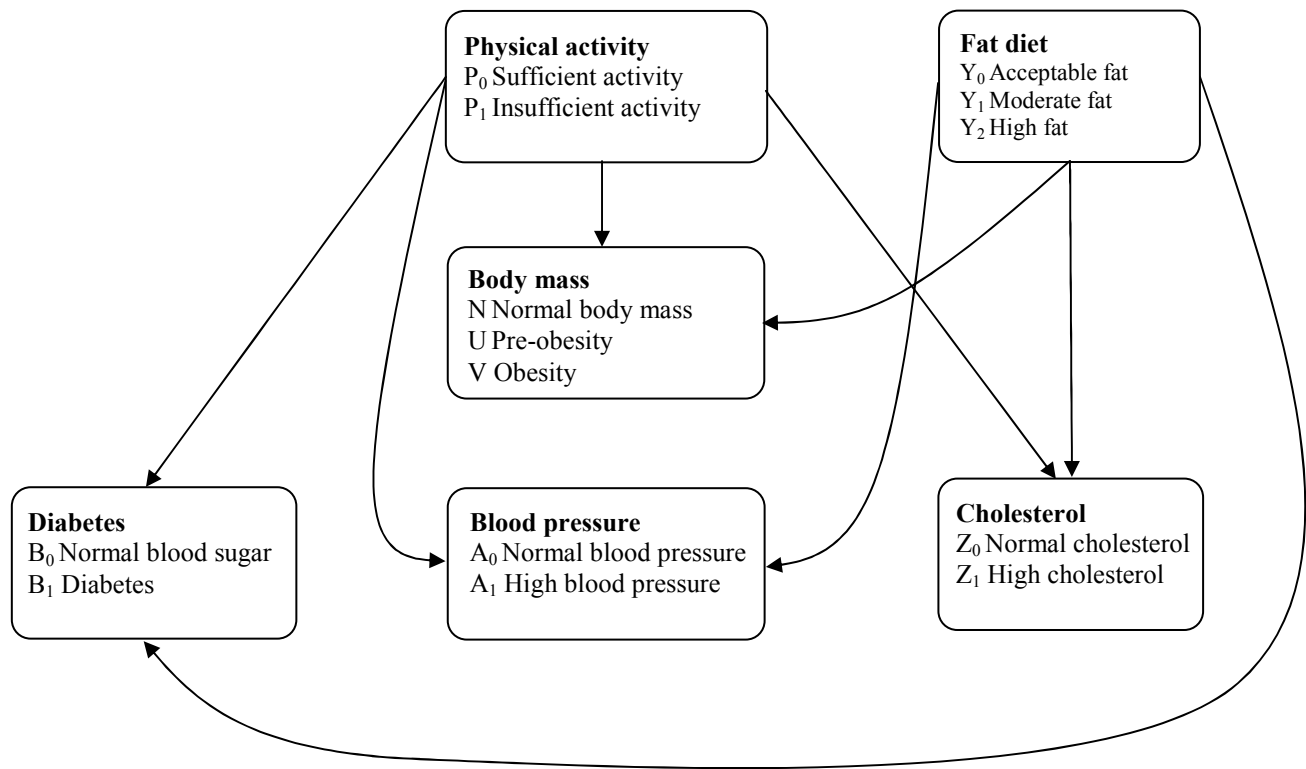 Physical activity
P₀ Sufficient activity
P₁ Insufficient activity
Fat diet
Y₀ Acceptable fat
Y₁ Moderate fat
Y₂ High fat
Body mass
N Normal body mass
U Pre-obesity
V Obesity
Diabetes
B₀ Normal blood sugar
B₁ Diabetes
Blood pressure
A₀ Normal blood pressure
A₁ High blood pressure
Cholesterol
Z₀ Normal cholesterol
Z₁ High cholesterol